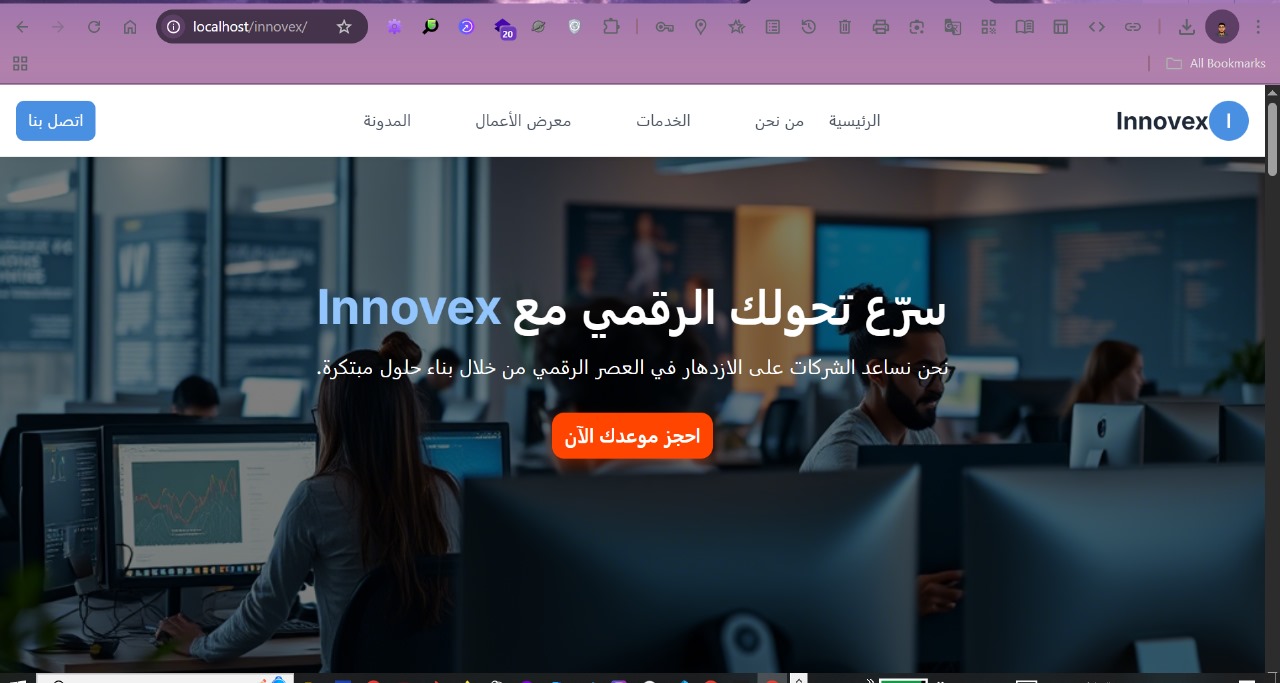 localhost/innovex/
20
All Bookmarks
Innovex I
الرئيسية
من نحن
الخدمات
معرض الأعمال
المدونة
اتصل بنا
سرّع تحولك الرقمي مع Innovex
نحن نساعد الشركات على الازدهار في العصر الرقمي من خلال بناء حلول مبتكرة.
احجز موعدك الآن